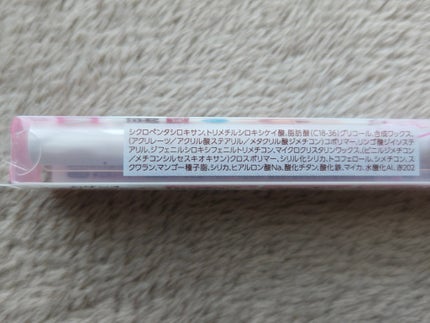 シクロペンタシロキサン,トリメチルシロキシケイ酸,脂肪酸(C18-36)グリコール,合成ワックス,
(アクリレーツ/アクリル酸ステアリル/メタクリル酸ジメチコン)コポリマー,リンゴ酸ジイソステ
アリル,ジフェニルシロキシフェニルトリメチコン,マイクロクリスタリンワックス,(ビニルジメチコン
/メチコンシルセスキオキサン)クロスポリマー,シリル化シリカ,トコフェロール,シメチコン,ス
クワラン,マンゴー種子脂,シリカ,ヒアルロン酸Na,酸化チタン,酸化鉄,マイカ,水酸化Al,赤202